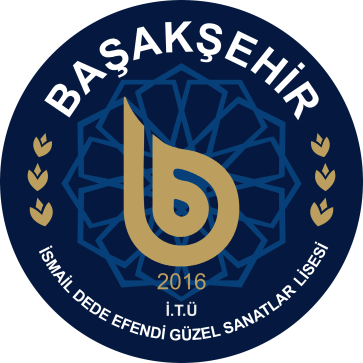 BAŞAKŞEHİR
2016
İ.T.Ü
İSMAİL DEDE EFENDİ GÜZEL SANATLAR LİSESİ